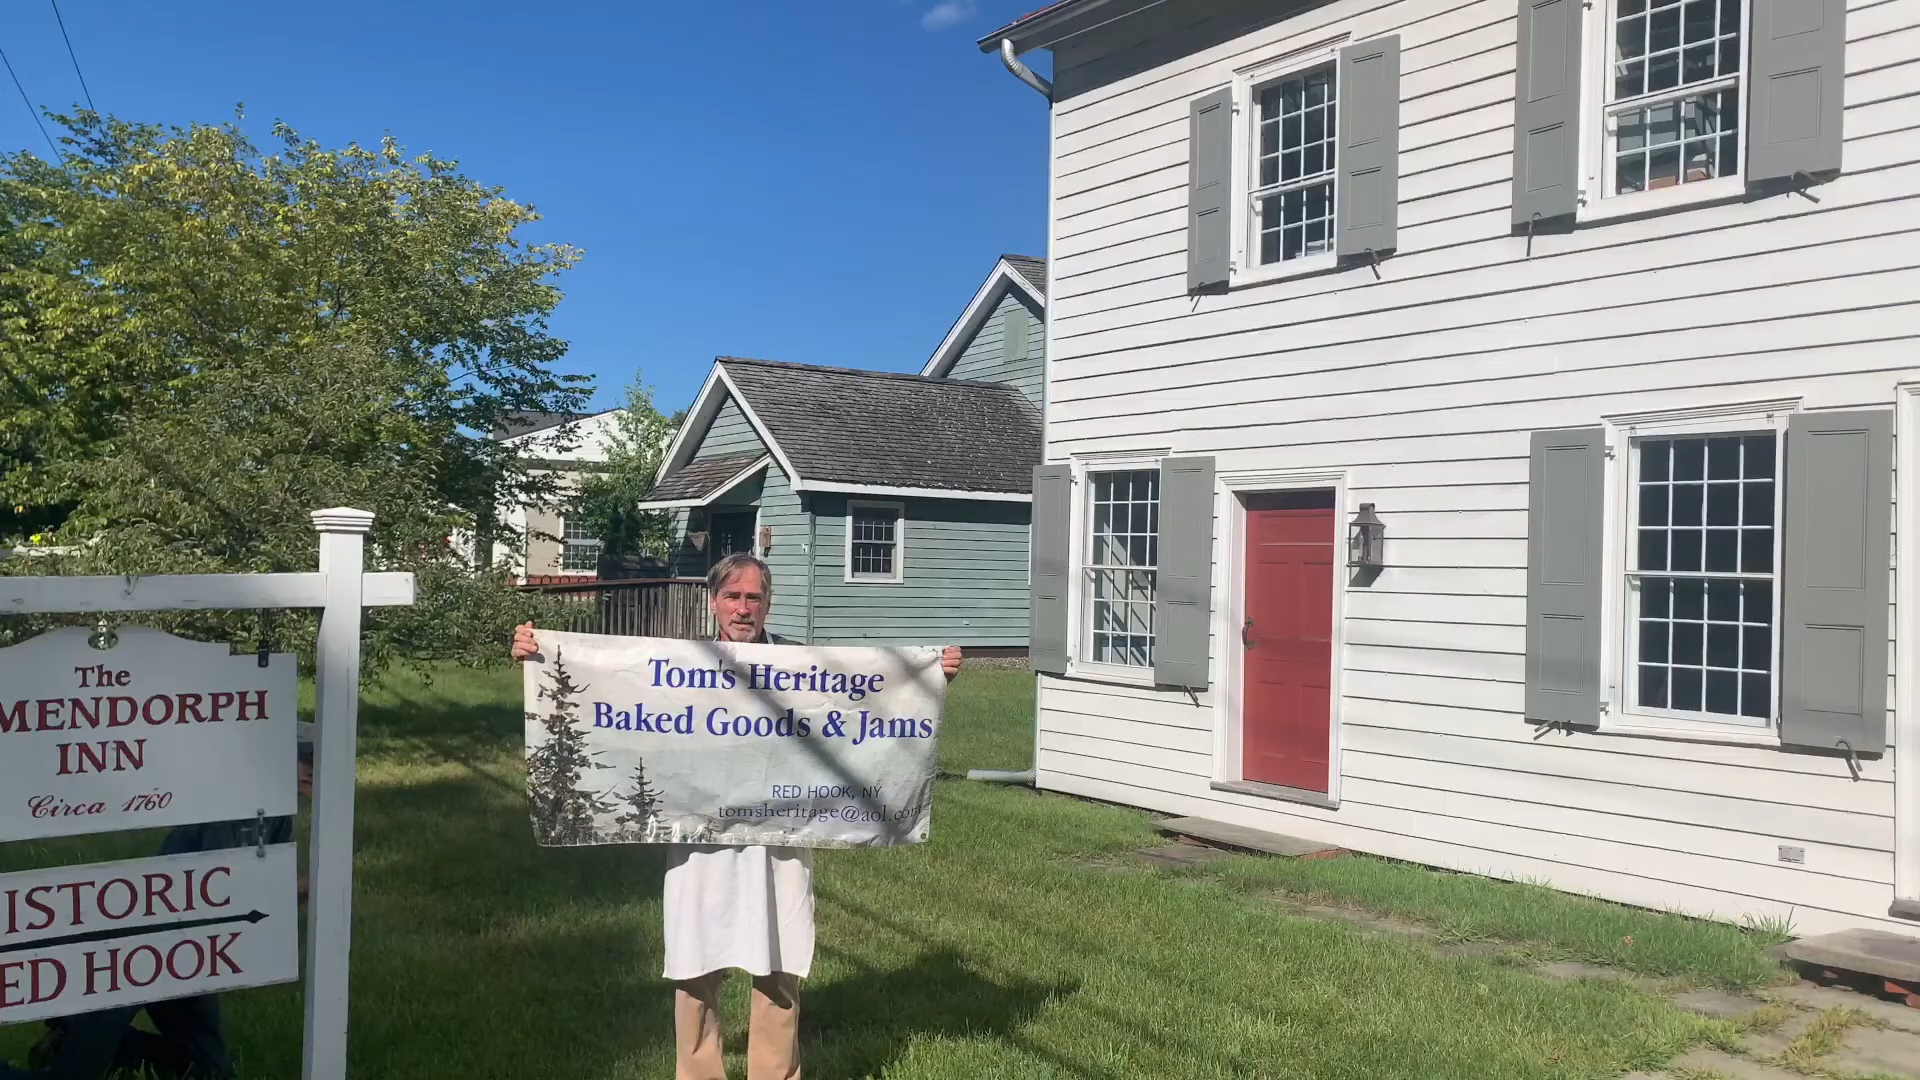 The
MENDORPH
INN
Circa 1760
ISTORIC
ED HOOK
Tom's Heritage
Baked Goods & Jams
RED HOOK, NY
tomsheritage@aol.com